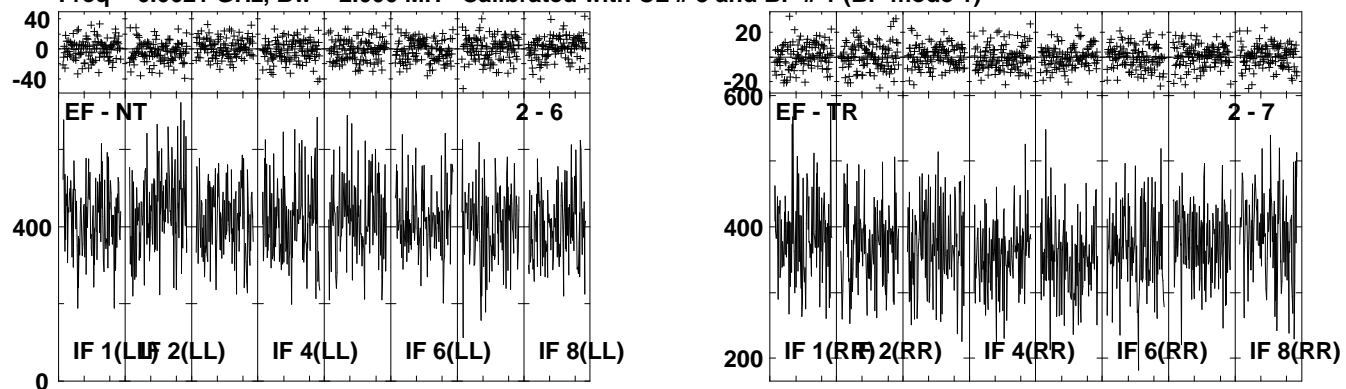 40
0
-40
EF - NT
2 - 6
400
0
IF 1(LL)
IF 2(LL)
IF 4(LL)
IF 6(LL)
IF 8(LL)
20
-20
600
EF - TR
2 - 7
400
200
IF 1(RR)
IF 2(RR)
IF 4(RR)
IF 6(RR)
IF 8(RR)